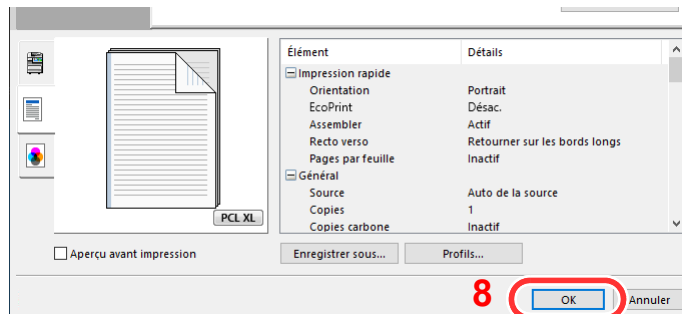 Élément Détails
Impression rapide
Orientation Portrait
EcoPrint Désac.
Assembler Actif
Recto verso Retourner sur les bords longs
Pages par feuille Inactif
Général
Source Auto de la source
Copies 1
Copies carbone Inactif
PCL XL
Aperçu avant impression Enregistrer sous... Profils...
8 OK Annuler